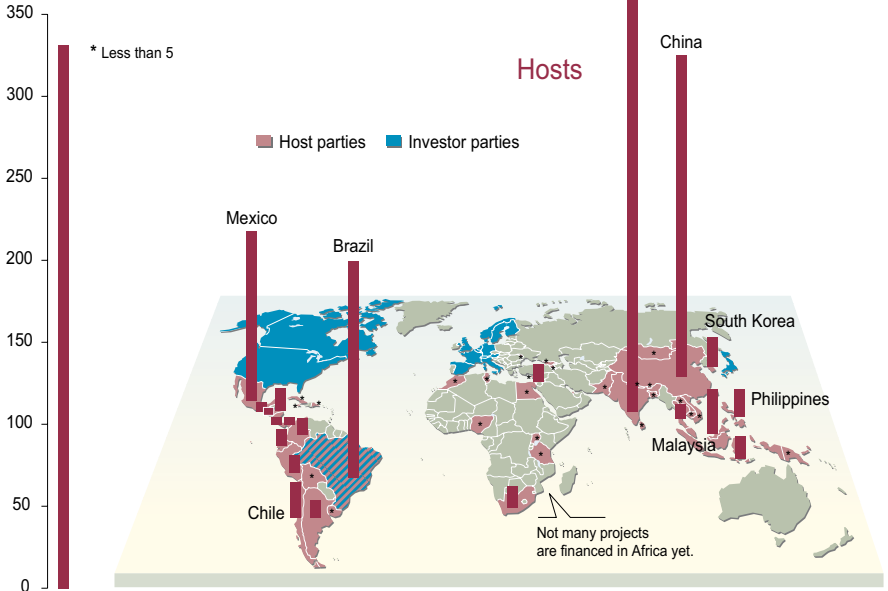 350
300
250
200
150
100
50
0
* Less than 5
Hosts
China
Host parties
Investor parties
Mexico
Brazil
South Korea
Philippines
Malaysia
Chile
Not many projects
are financed in Africa yet.